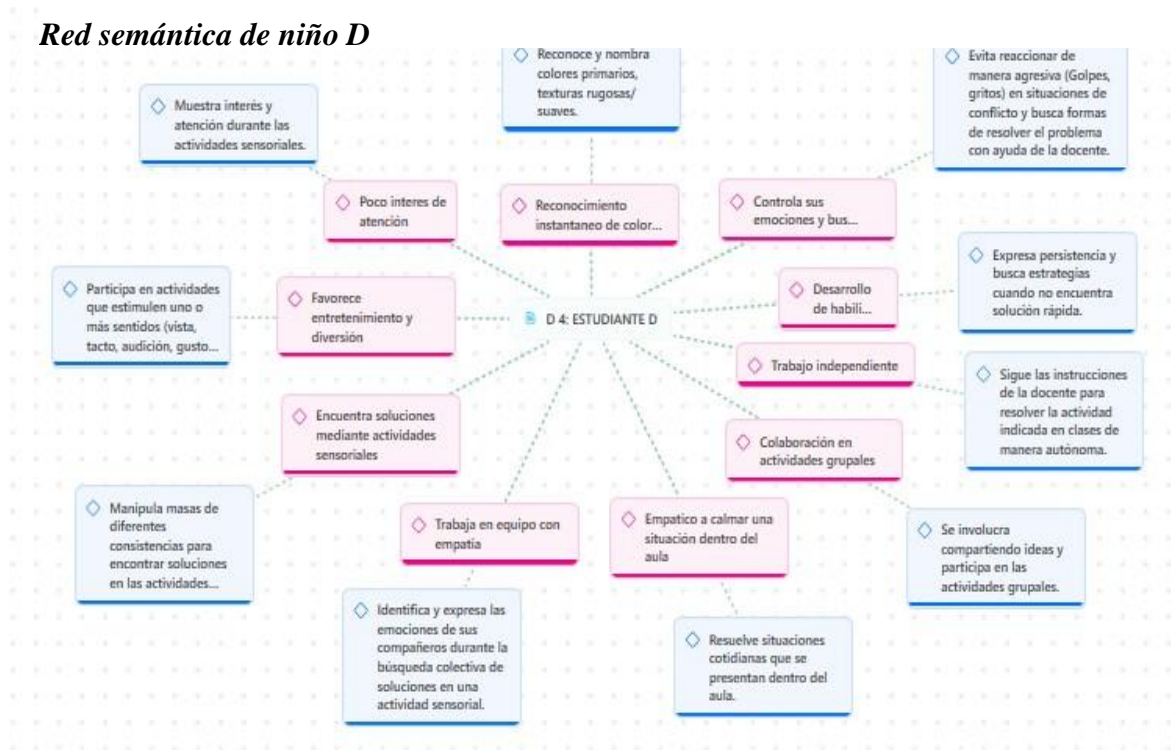 Red semántica de niño D
Reconoce y nombra
colores primarios,
texturas rugosas/
suaves.
Evita reaccionar de
manera agresiva (Golpes,
gritos) en situaciones de
conflicto y busca formas
de resolver el problema
con ayuda de la docente.
Muestra interés y
atención durante las
actividades sensoriales.
Poco interes de
atención
Reconocimiento
instantaneo de color...
Controla sus
emociones y bus...
Participa en actividades
que estimulen uno o
más sentidos (vista,
tacto, audición, gusto...
Favorece
entretenimiento y
diversión
D 4: ESTUDIANTE D
Desarrollo
de habili...
Expresa persistencia y
busca estrategias
cuando no encuentra
solución rápida.
Trabajo independiente
Sigue las instrucciones
de la docente para
resolver la actividad
indicada en clases de
manera autónoma.
Encuentra soluciones
mediante actividades
sensoriales
Colaboración en
actividades grupales
Manipula masas de
diferentes
consistencias para
encontrar soluciones
en las actividades...
Trabaja en equipo con
empatía
Empatico a calmar una
situación dentro del
aula
Se involucra
compartiendo ideas y
participa en las
actividades grupales.
Identifica y expresa las
emociones de sus
compañeros durante la
búsqueda colectiva de
soluciones en una
actividad sensorial.
Resuelve situaciones
cotidianas que se
presentan dentro del
aula.